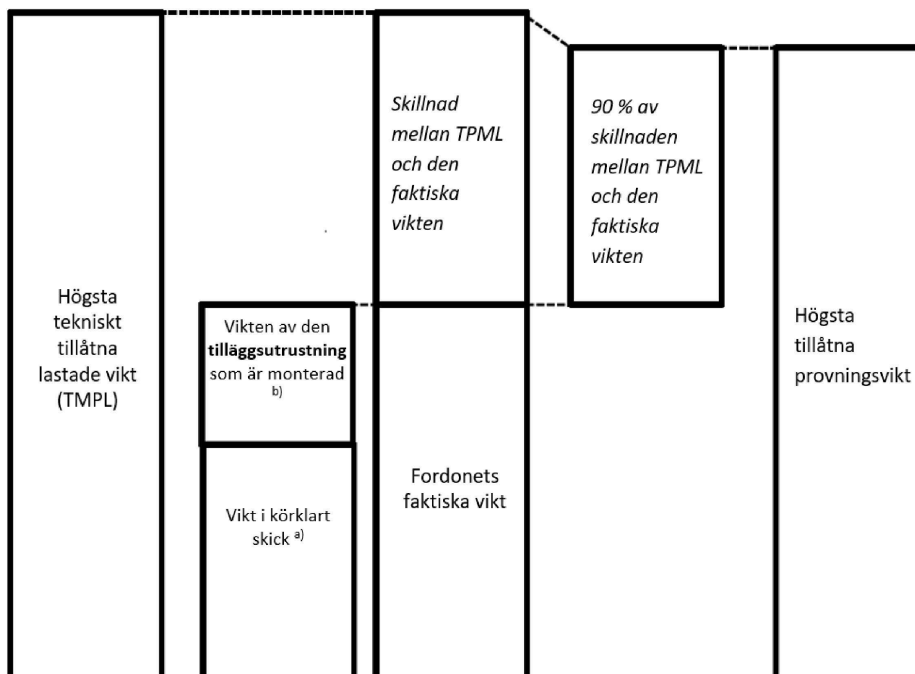 Högsta
tekniskt
tillåtna
lastade vikt
(TMPL)
Vikten av den
tilläggsutrustning
som är monterad
b)
Vikt i körklart
skick a)
Skillnad
mellan TPML
och den
faktiska
vikten
Fordonets
faktiska vikt
90 % av
skillnaden
mellan TPML
och den
faktiska
vikten
Högsta
tillåtna
provningsvikt